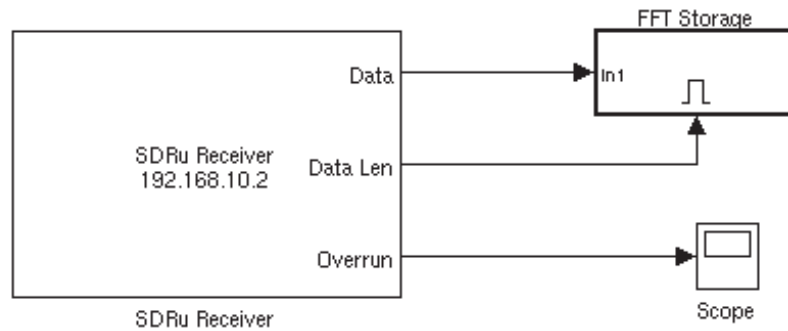 FFT Storage
Data
In1
SDRu Receiver
192.168.10.2
Data Len
Overrun
SDRu Receiver
Scope